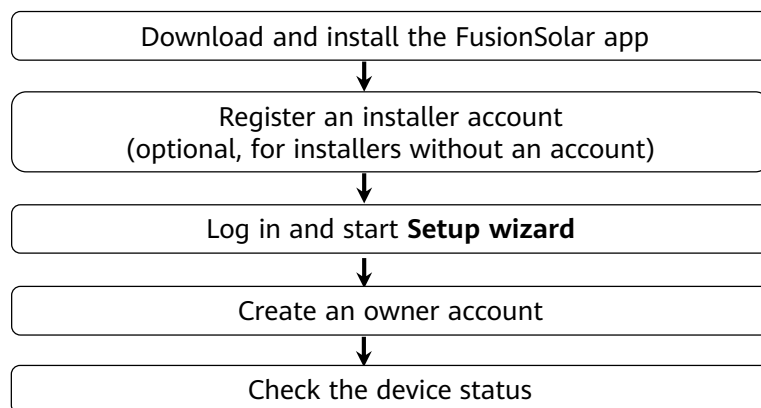 Download and install the FusionSolar app
Register an installer account
(optional, for installers without an account)
Log in and start Setup wizard
Create an owner account
Check the device status